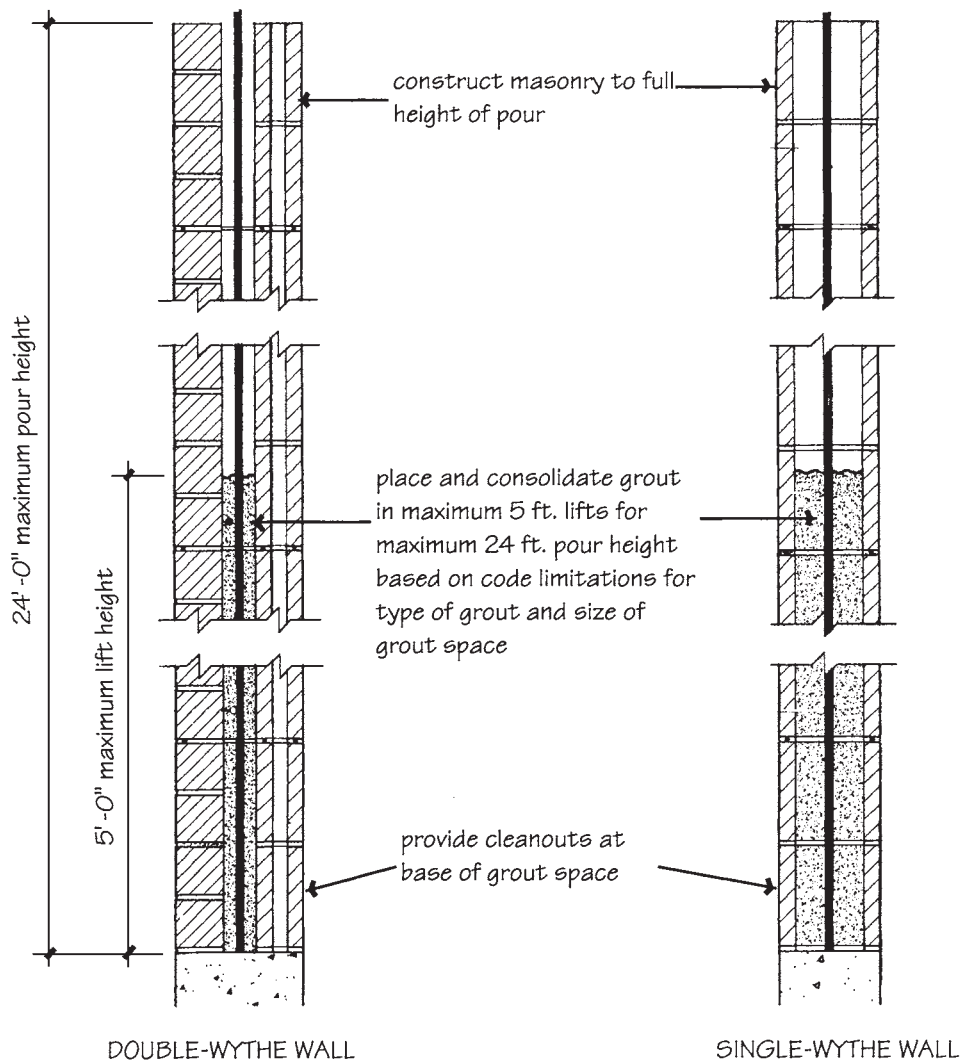 construct masonry to full
height of pour
24'-0" maximum pour height
5'-0" maximum lift height
place and consolidate grout
in maximum 5 ft. lifts for
maximum 24 ft. pour height
based on code limitations for
type of grout and size of
grout space
provide cleanouts at
base of grout space
DOUBLE-WYTHE WALL
SINGLE-WYTHE WALL